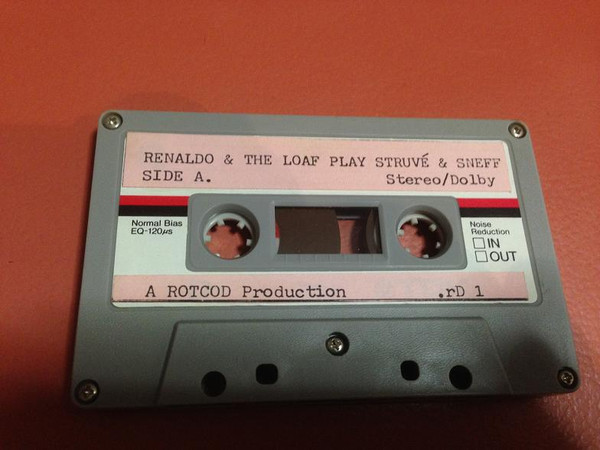 RENALDO & THE LOAF PLAY STRUVÉ & SNEFF
SIDE A. Stereo/Dolby
Normal Bias
EQ-120µs
Noise
Reduction
IN
OUT
A ROTCOD Production .rD 1